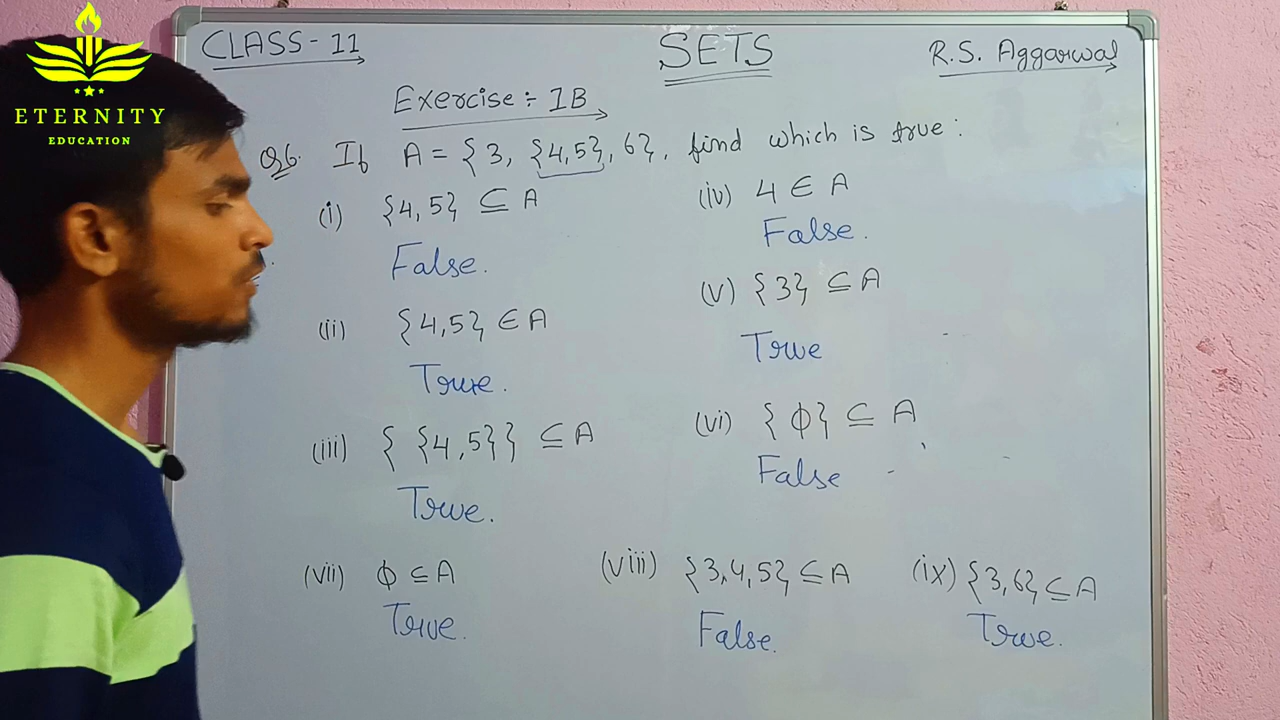 ETERNITY
EDUCATION
CLASS-11
SETS
R.S. Aggarwal
Exercise :- 1B
Q6. If A = {3, {4,5}, 6}, find which is true :
(i) {4,5} ⊆ A
False.
(ii) {4,5} ∈ A
True.
(iii) { {4,5}} ⊆ A
True.
(iv) 4 ∈ A
False.
(v) {3} ⊆ A
True
(vi) {ϕ} ⊆ A
False
(vii) ϕ ⊆ A
True.
(viii) {3,4,5} ⊆ A
False.
(ix) {3,6} ⊆ A
True.